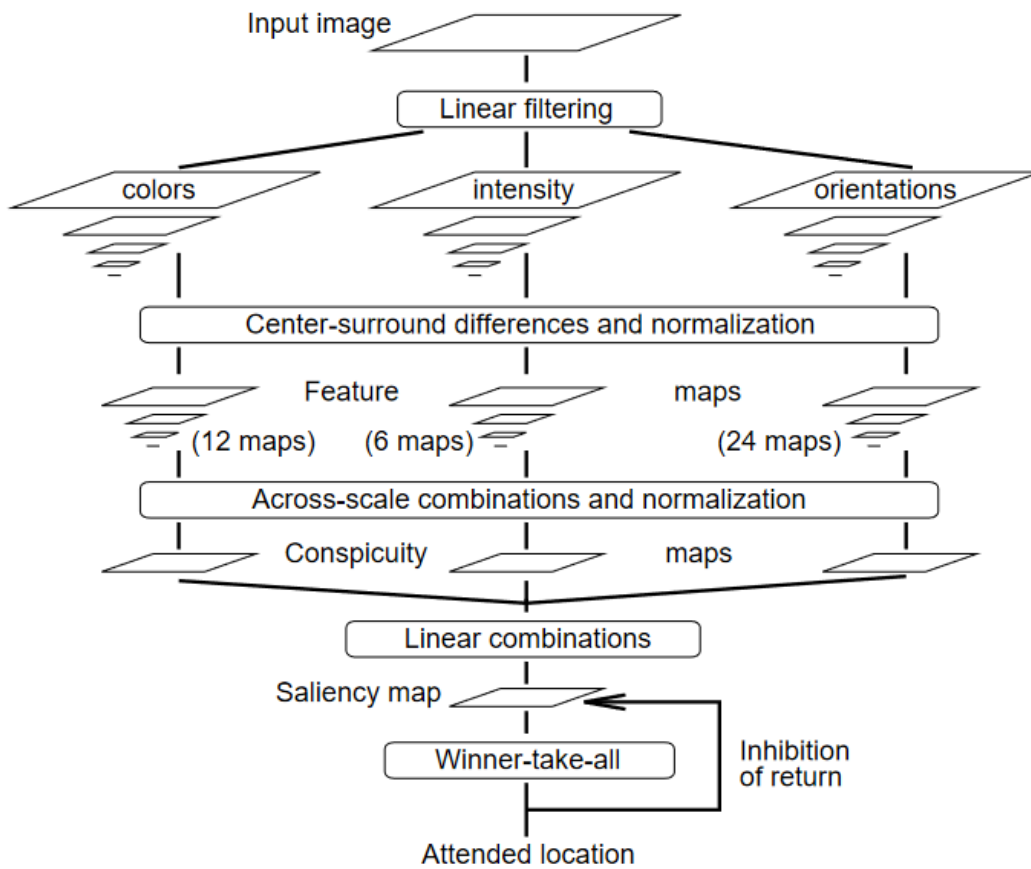 Input image
Linear filtering
colors intensity orientations
Center-surround differences and normalization
Feature maps
(12 maps) (6 maps) (24 maps)
Across-scale combinations and normalization
Conspicuity maps
Linear combinations
Saliency map
Winner-take-all
Inhibition
of return
Attended location